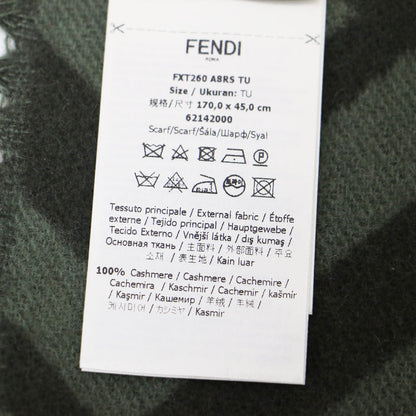 FENDI
ROMA
FXT260 A8RS TU
Size / Ukuran: TU
规格/尺寸 170,0 x 45,0 cm
62142000
Scarf/Scarf/Šála/Шарф/Syal
Tessuto principale / External fabric / Étoffe
externe / Tejido principal / Hauptgewebe /
Tecido Externo / Vnější látka / dış kumaş /
Основная ткань / 主面料 / 外部面料 / 주요
소재 / 表生地 / Kain luar
100% Cashmere / Cashmere / Cachemire /
Cachemira / Kaschmir / Cachemir / kašmír
/ Kaşmir / Кашемир / 羊绒 / 羊絨 /
캐시미어 / カシミヤ / Kasmir